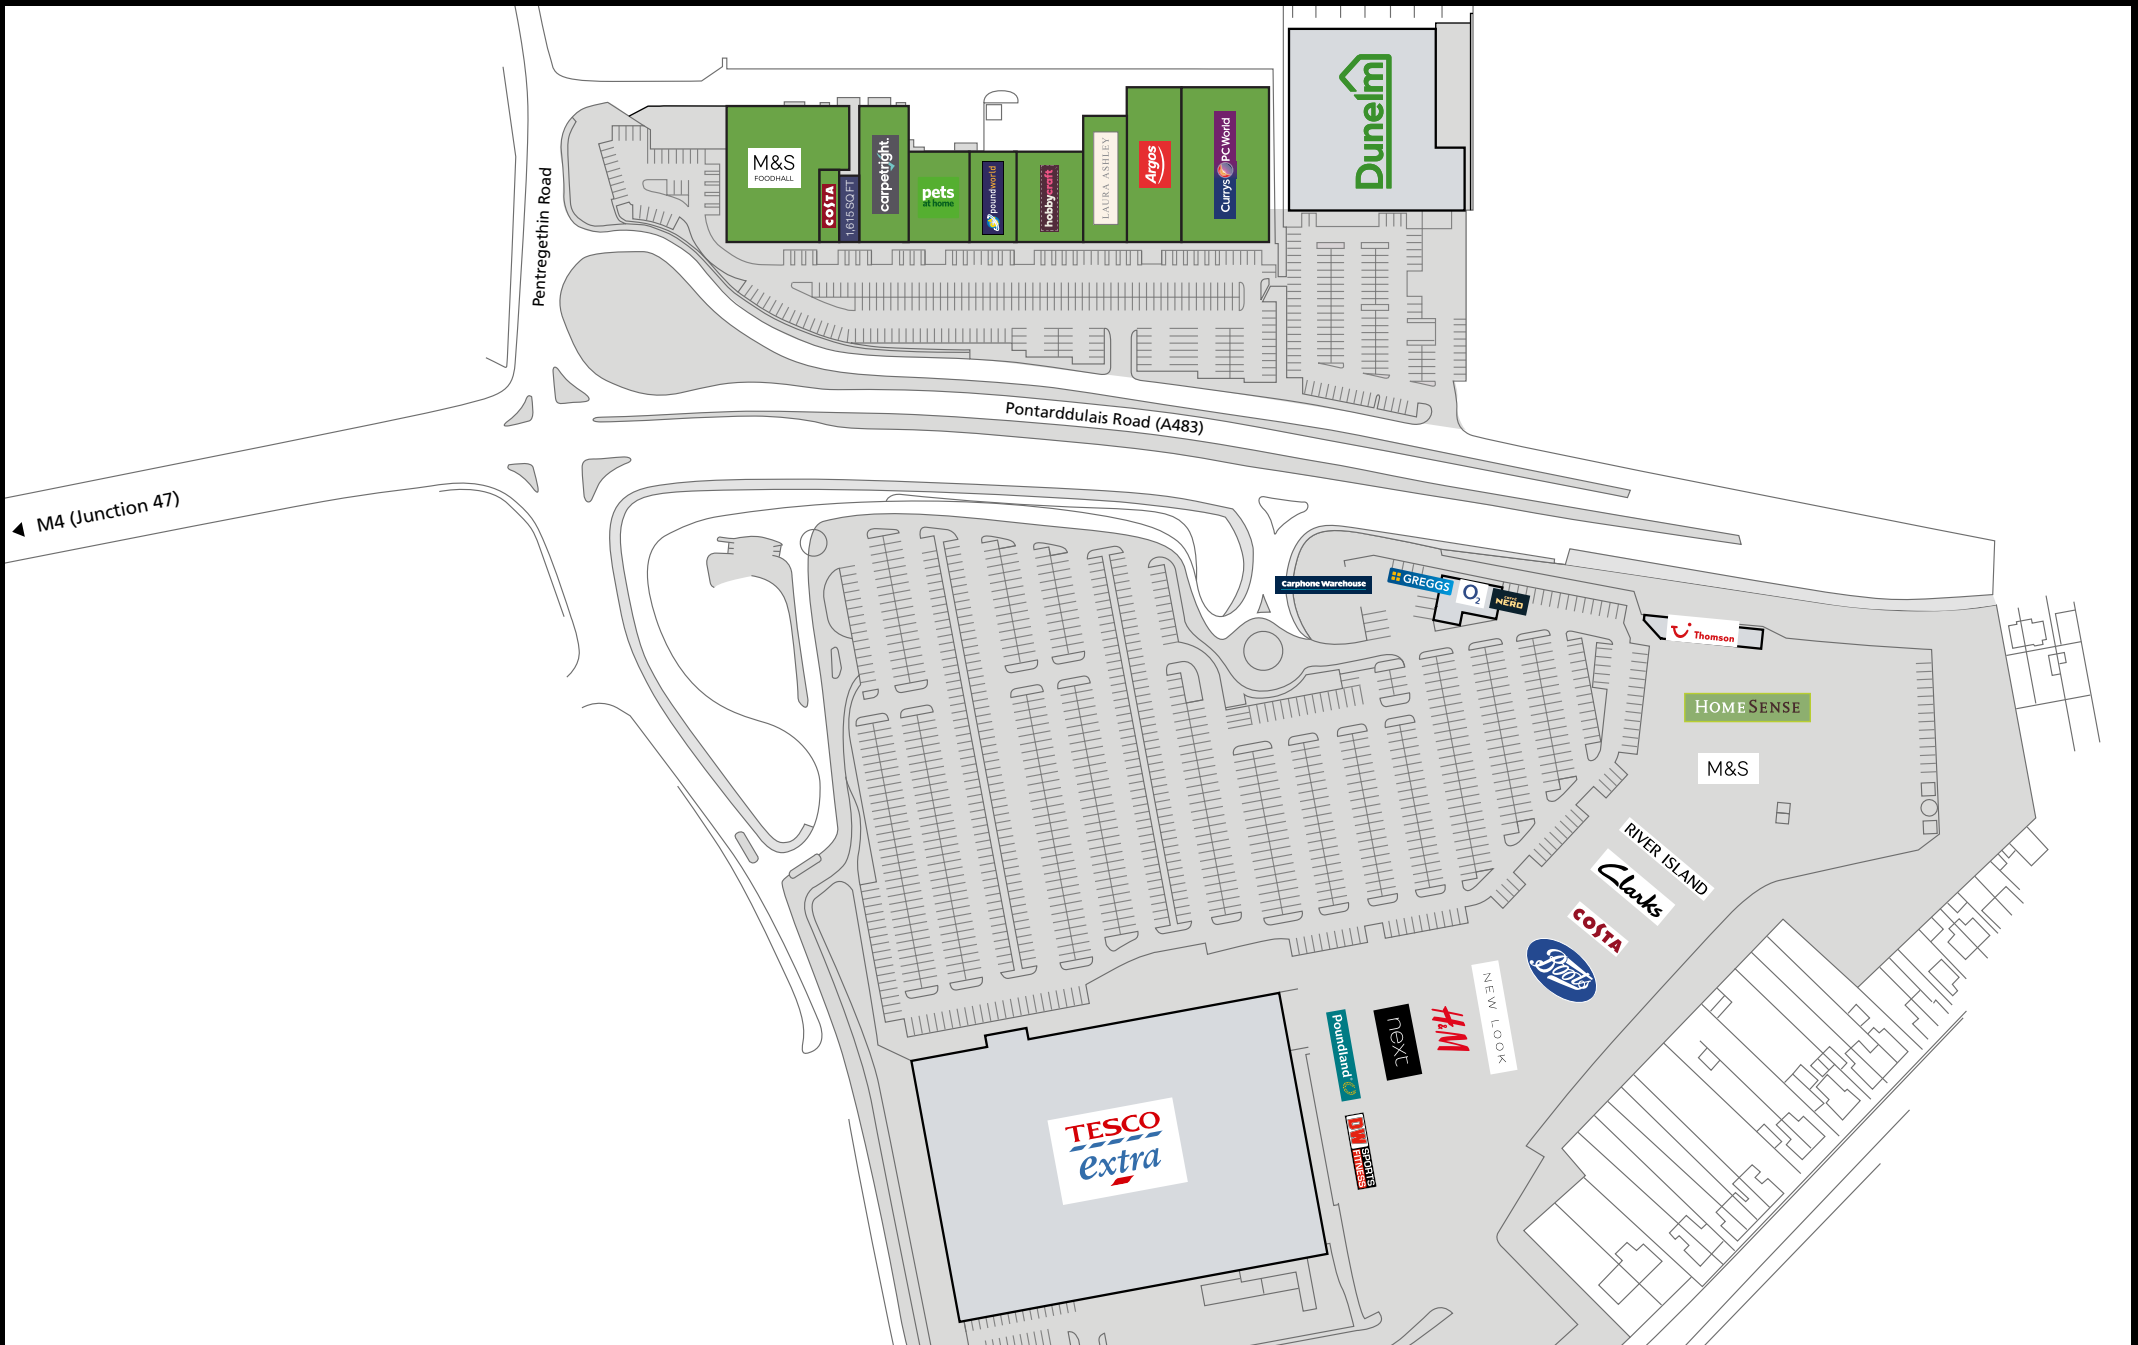 Dunelm
M&S
FOODHALL
COSTA
1,615 SQ FT
carpetright.
pets
at home
poundworld
hobbycraft
LAURA ASHLEY
Argos
Currys PC World
Pentregethin Road
Pontarddulais Road (A483)
M4 (Junction 47)
Carphone Warehouse
GREGGS
O2
CAFFÈ
NERO
Thomson
HOMESENSE
M&S
RIVER ISLAND
Clarks
COSTA
Boots
NEW LOOK
H&M
next
Poundland
DW SPORTS
FITNESS
TESCO
extra